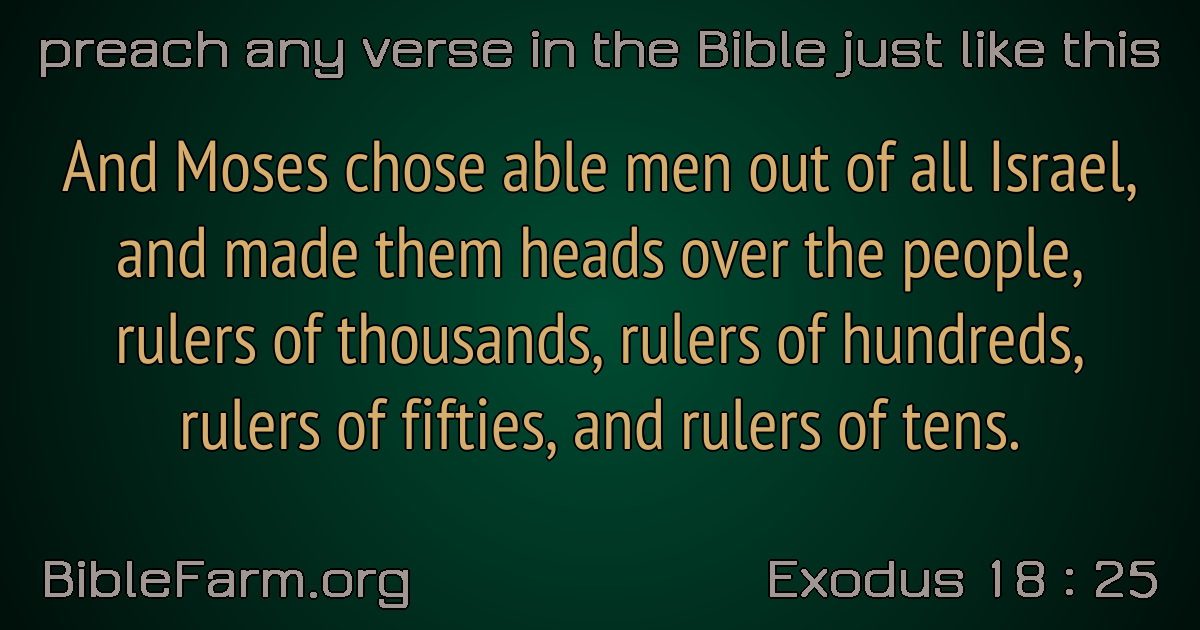 preach any verse in the Bible just like this
And Moses chose able men out of all Israel,
and made them heads over the people,
rulers of thousands, rulers of hundreds,
rulers of fifties, and rulers of tens.
BibleFarm.org
Exodus 18 : 25